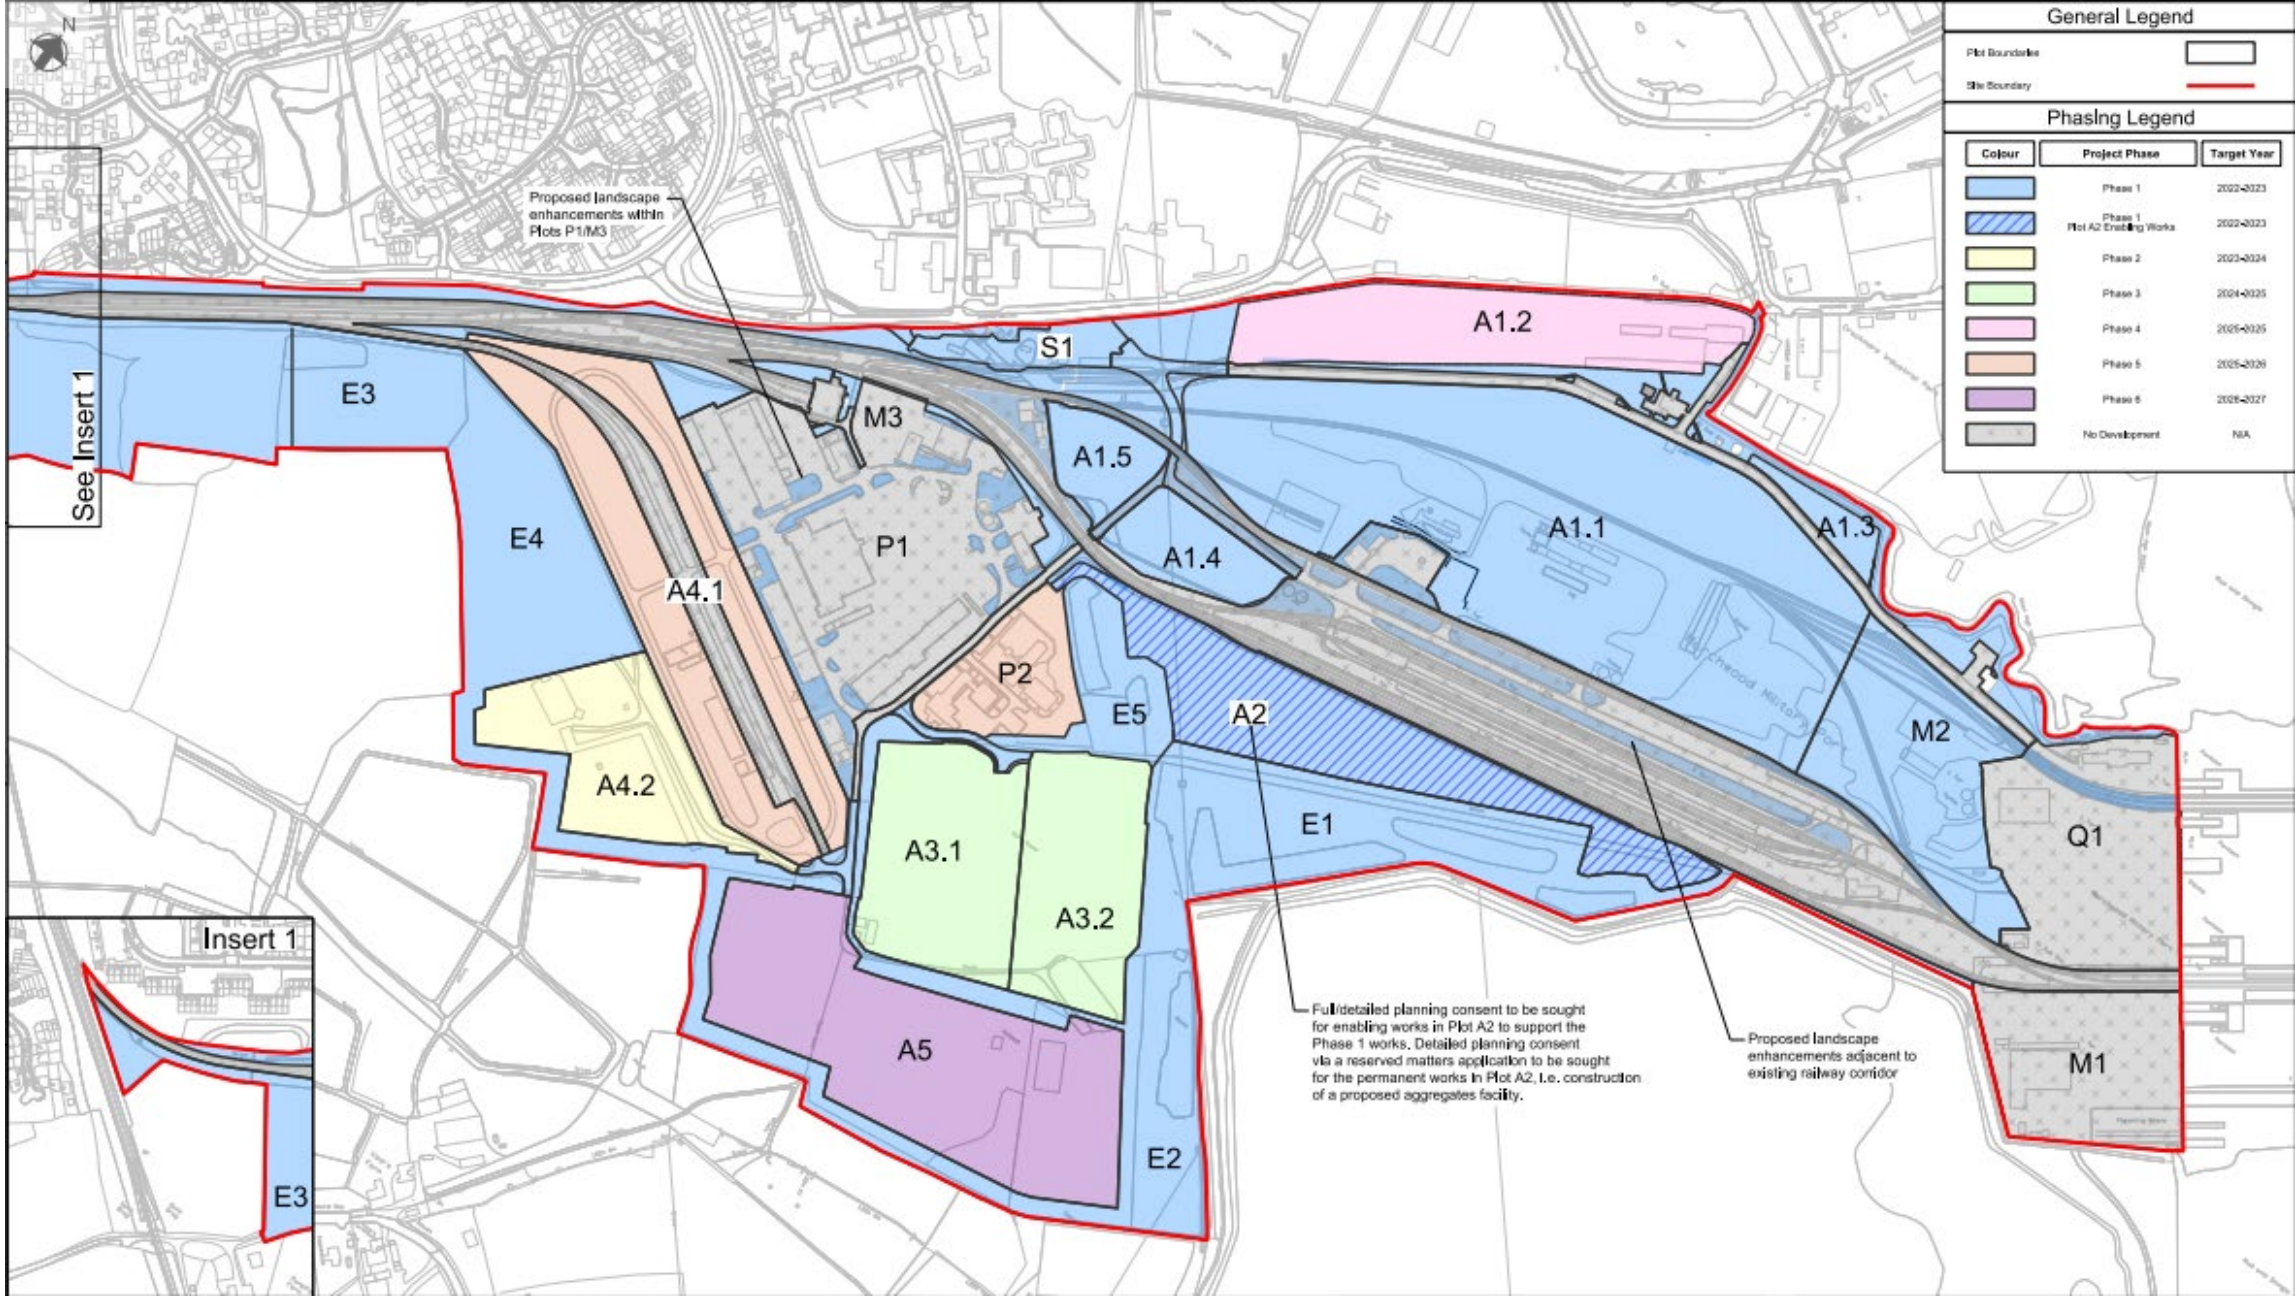 N
General Legend
Plot Boundaries
Site Boundary
Phasing Legend
Colour Project Phase Target Year
Phase 1 2022-2023
Phase 1
Plot A2 Enabling Works 2022-2023
Phase 2 2023-2024
Phase 3 2024-2025
Phase 4 2025-2025
Phase 5 2025-2026
Phase 6 2026-2027
No Development N/A
Proposed landscape
enhancements within
Plots P1/M3
See Insert 1
E3
E4
A4.1
A4.2
M3
P1
P2
S1
A1.5
A1.4
A1.2
A1.1
A1.3
Marchwood Military Port
M2
Q1
M1
E5
A2
E1
A3.1
A3.2
A5
E2
Full/detailed planning consent to be sought
for enabling works in Plot A2 to support the
Phase 1 works. Detailed planning consent
via a reserved matters application to be sought
for the permanent works in Plot A2, i.e. construction
of a proposed aggregates facility.
Proposed landscape
enhancements adjacent to
existing railway corridor
Insert 1
E3